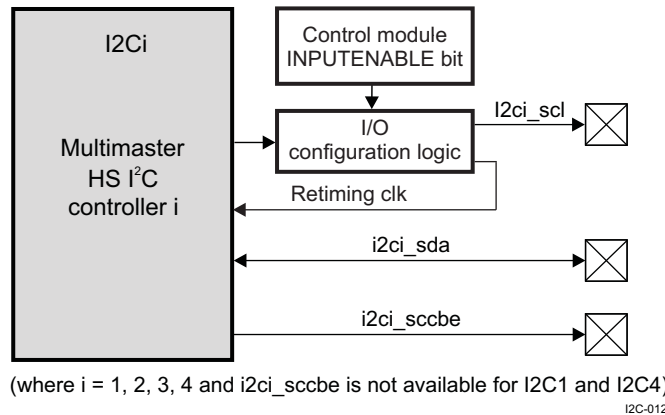 I2Ci
Control module
INPUTENABLE bit
I2ci_scl
I/O
configuration logic
Multimaster
HS I²C
controller i
Retiming clk
i2ci_sda
i2ci_sccbe
(where i = 1, 2, 3, 4 and i2ci_sccbe is not available for I2C1 and I2C4)
I2C-012